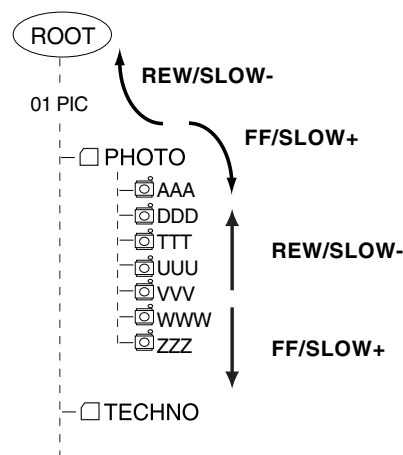 ROOT
REW/SLOW-
01 PIC
FF/SLOW+
PHOTO
AAA
DDD
TTT
REW/SLOW-
UUU
VVV
WWW
ZZZ
FF/SLOW+
TECHNO